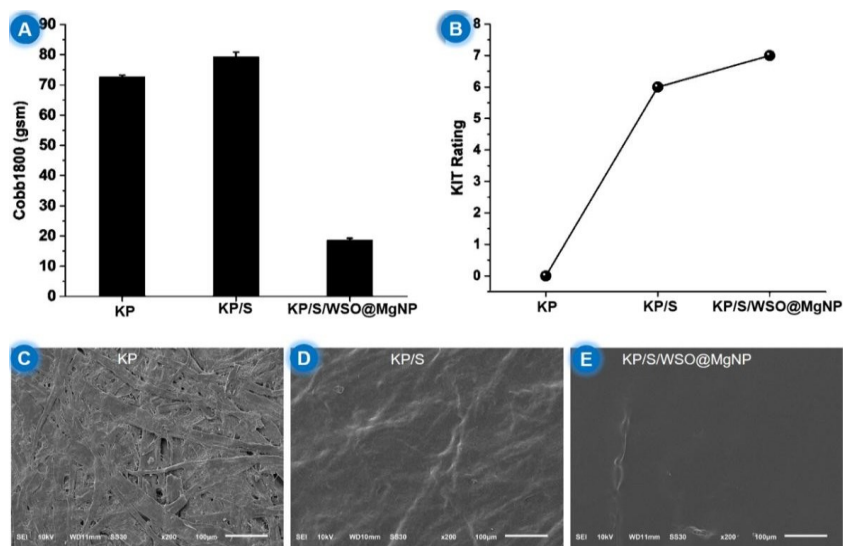 A
Cobb1800 (gsm)
90
80
70
60
50
40
30
20
10
0
KP
KP/S
KP/S/WSO@MgNP
B
KIT Rating
8
7
6
5
4
3
2
1
0
KP
KP/S
KP/S/WSO@MgNP
C
KP
SEI 10kV WD11mm SS30 x200 100μm
D
KP/S
SEI 10kV WD10mm SS30 x200 100μm
E
KP/S/WSO@MgNP
SEI 10kV WD11mm SS30 x200 100μm